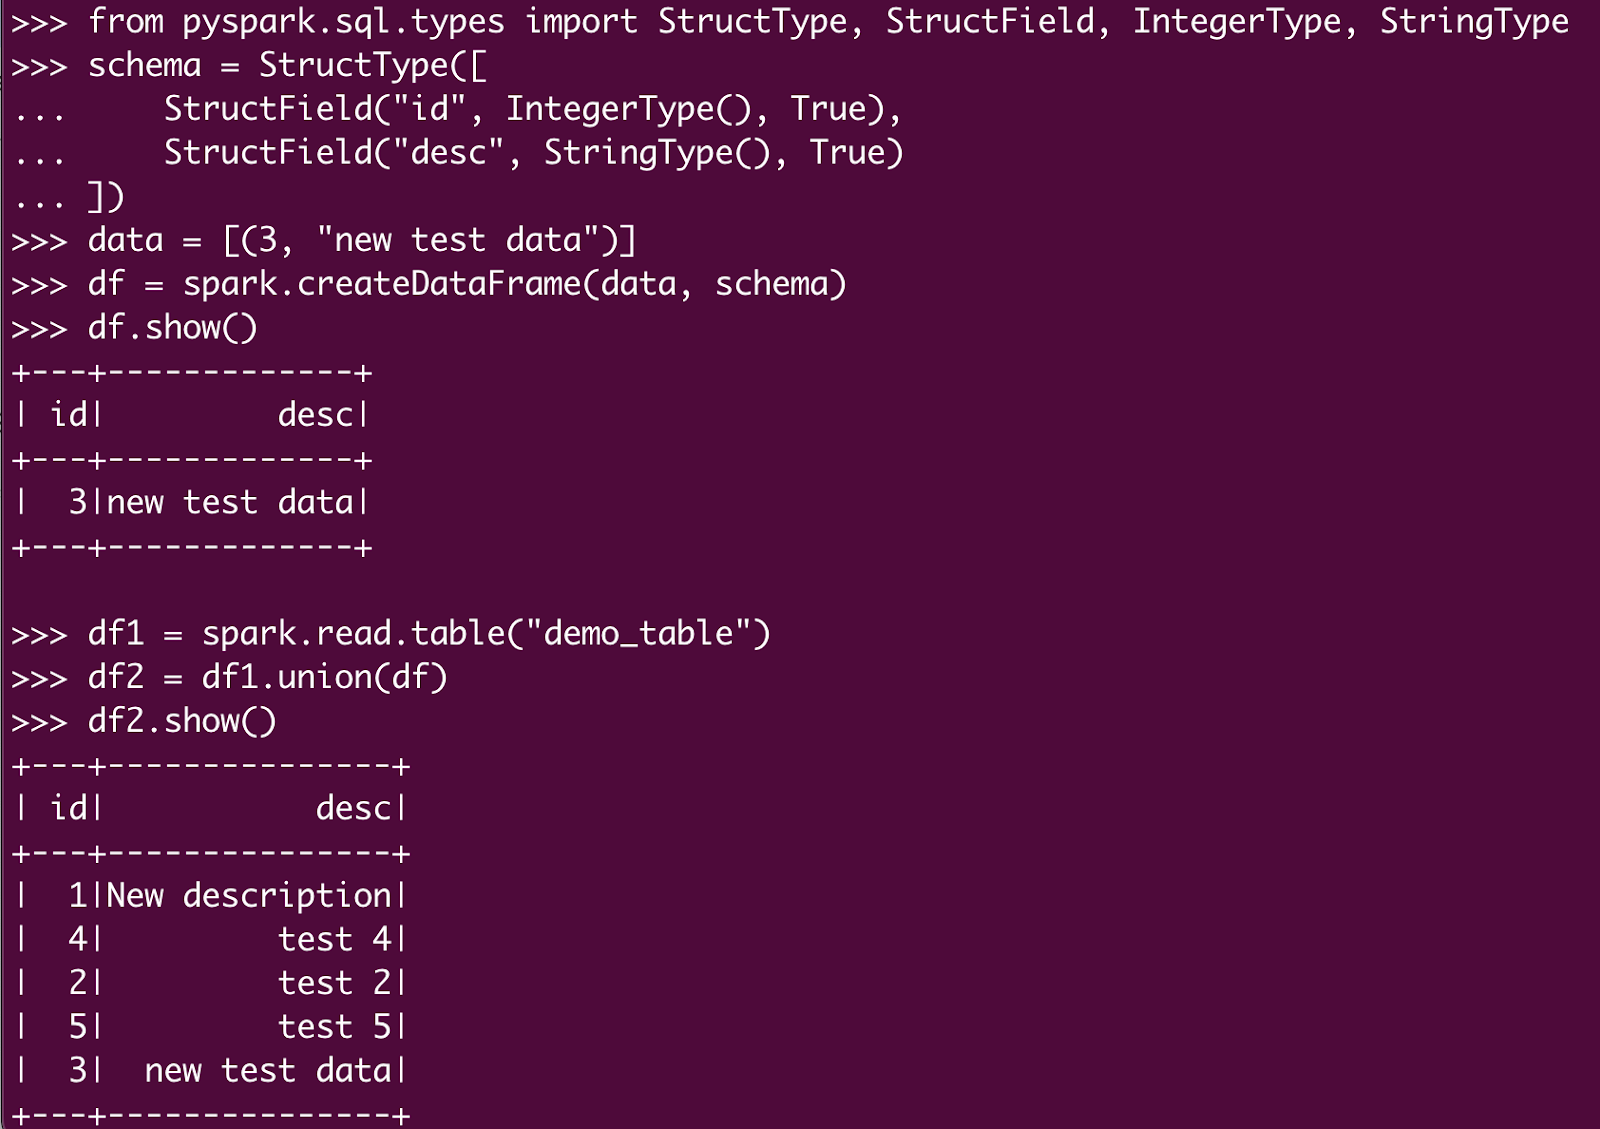 >>> from pyspark.sql.types import StructType, StructField, IntegerType, StringType
>>> schema = StructType([
...     StructField("id", IntegerType(), True),
...     StructField("desc", StringType(), True)
... ])
>>> data = [(3, "new test data")]
>>> df = spark.createDataFrame(data, schema)
>>> df.show()
+---+-------------+
| id|         desc|
+---+-------------+
|  3|new test data|
+---+-------------+

>>> df1 = spark.read.table("demo_table")
>>> df2 = df1.union(df)
>>> df2.show()
+---+---------------+
| id|           desc|
+---+---------------+
|  1|New description|
|  4|         test 4|
|  2|         test 2|
|  5|         test 5|
|  3|  new test data|
+---+---------------+